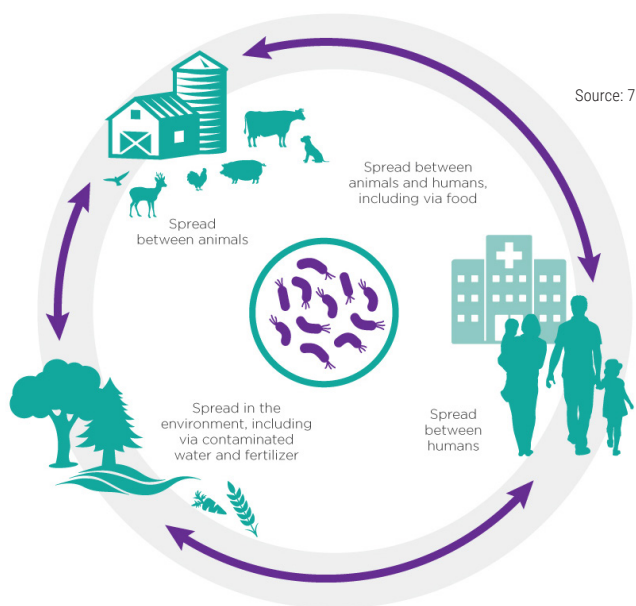 Source: 7
Spread between
animals and humans,
including via food
Spread
between animals
Spread in the
environment, including
via contaminated
water and fertilizer
Spread
between
humans